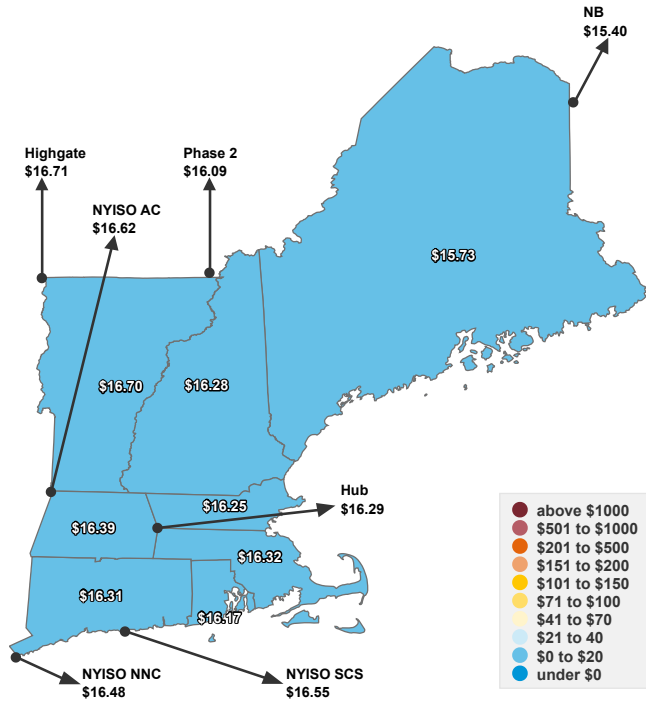 NB
$15.40
Highgate
$16.71
Phase 2
$16.09
NYISO AC
$16.62
$15.73
$16.70
$16.28
Hub
$16.29
$16.25
$16.39
$16.32
$16.31
$16.17
NYISO NNC
$16.48
NYISO SCS
$16.55
above $1000
$501 to $1000
$201 to $500
$151 to $200
$101 to $150
$71 to $100
$41 to $70
$21 to 40
$0 to $20
under $0